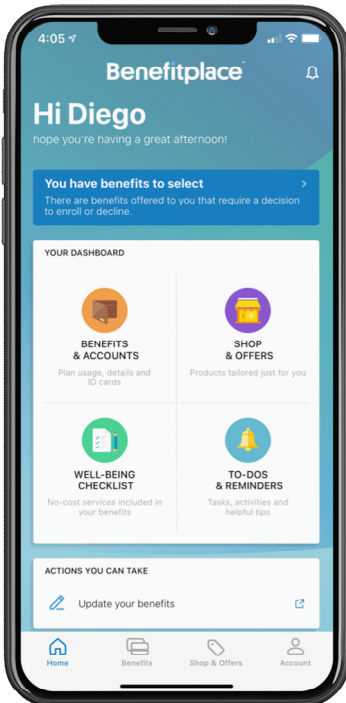 4:05
Benefitplace
Hi Diego
hope you're having a great afternoon!
You have benefits to select
There are benefits offered to you that require a decision
to enroll or decline.
YOUR DASHBOARD
BENEFITS
& ACCOUNTS
Plan usage, details and
ID cards
SHOP
& OFFERS
Products tailored just for you
WELL-BEING
CHECKLIST
No-cost services included in
your benefits
TO-DOS
& REMINDERS
Tasks, activities and
helpful tips
ACTIONS YOU CAN TAKE
Update your benefits
Home
Benefits
Shop & Offers
Account